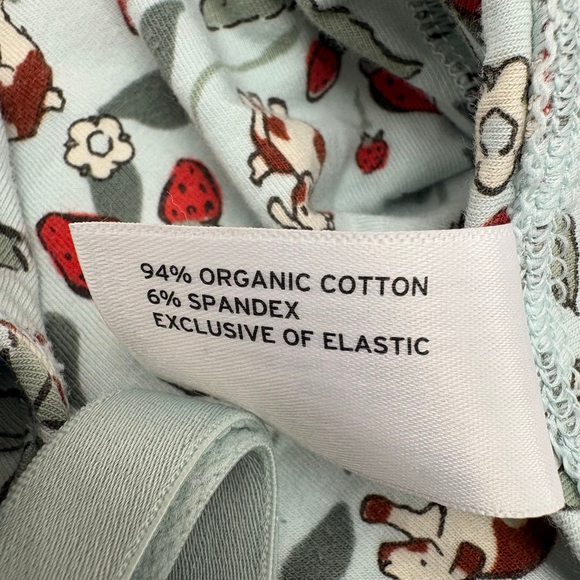 94% ORGANIC COTTON
6% SPANDEX
EXCLUSIVE OF ELASTIC